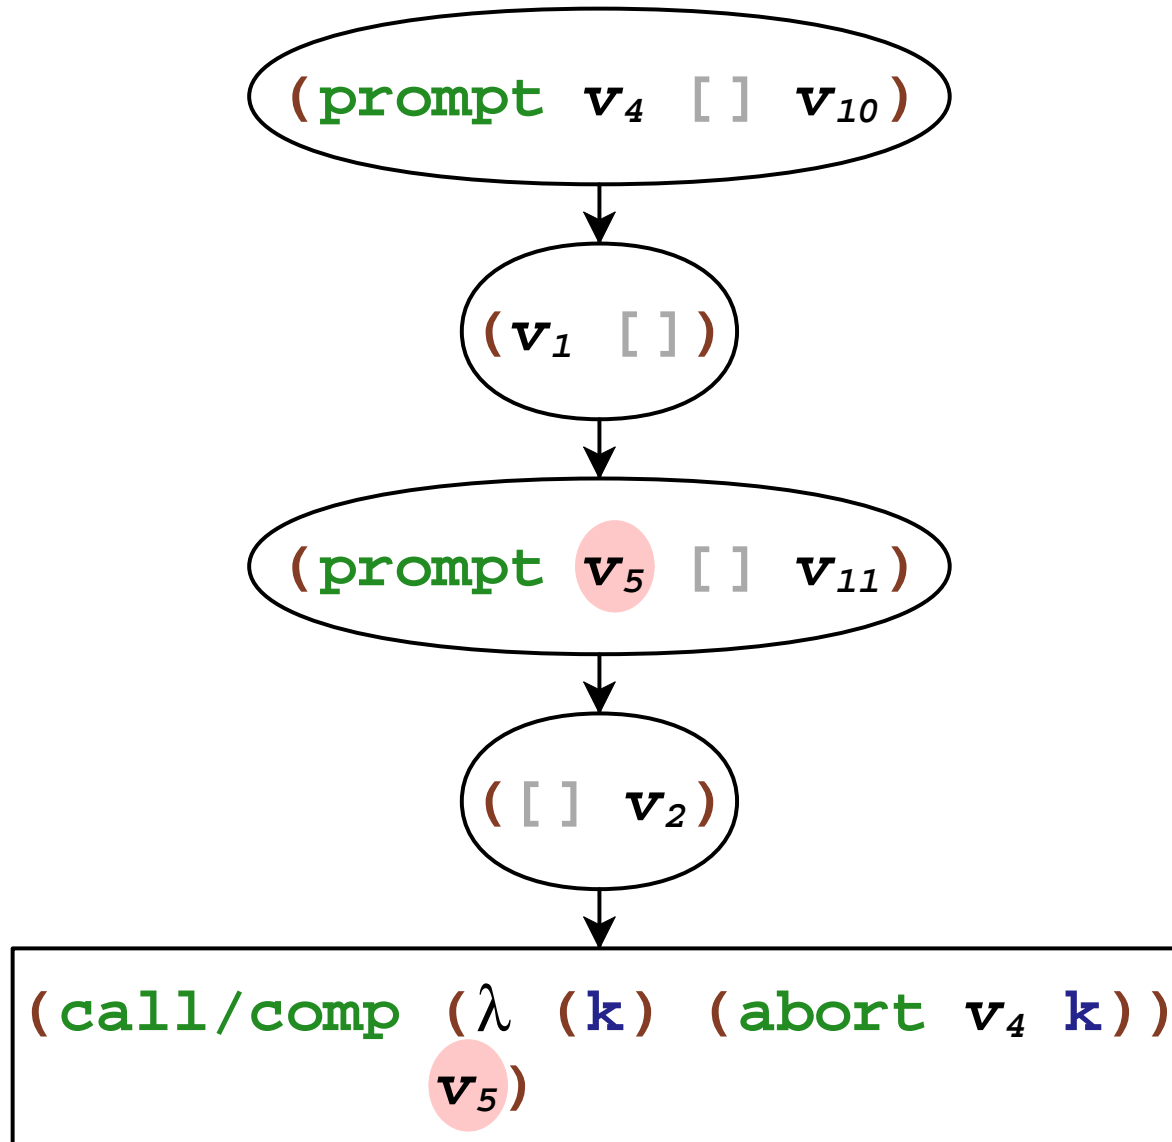 (prompt v₄ [] v₁₀)
(v₁ [])
(prompt v₅ [] v₁₁)
([] v₂)
(call/comp (λ (k) (abort v₄ k))
v₅)